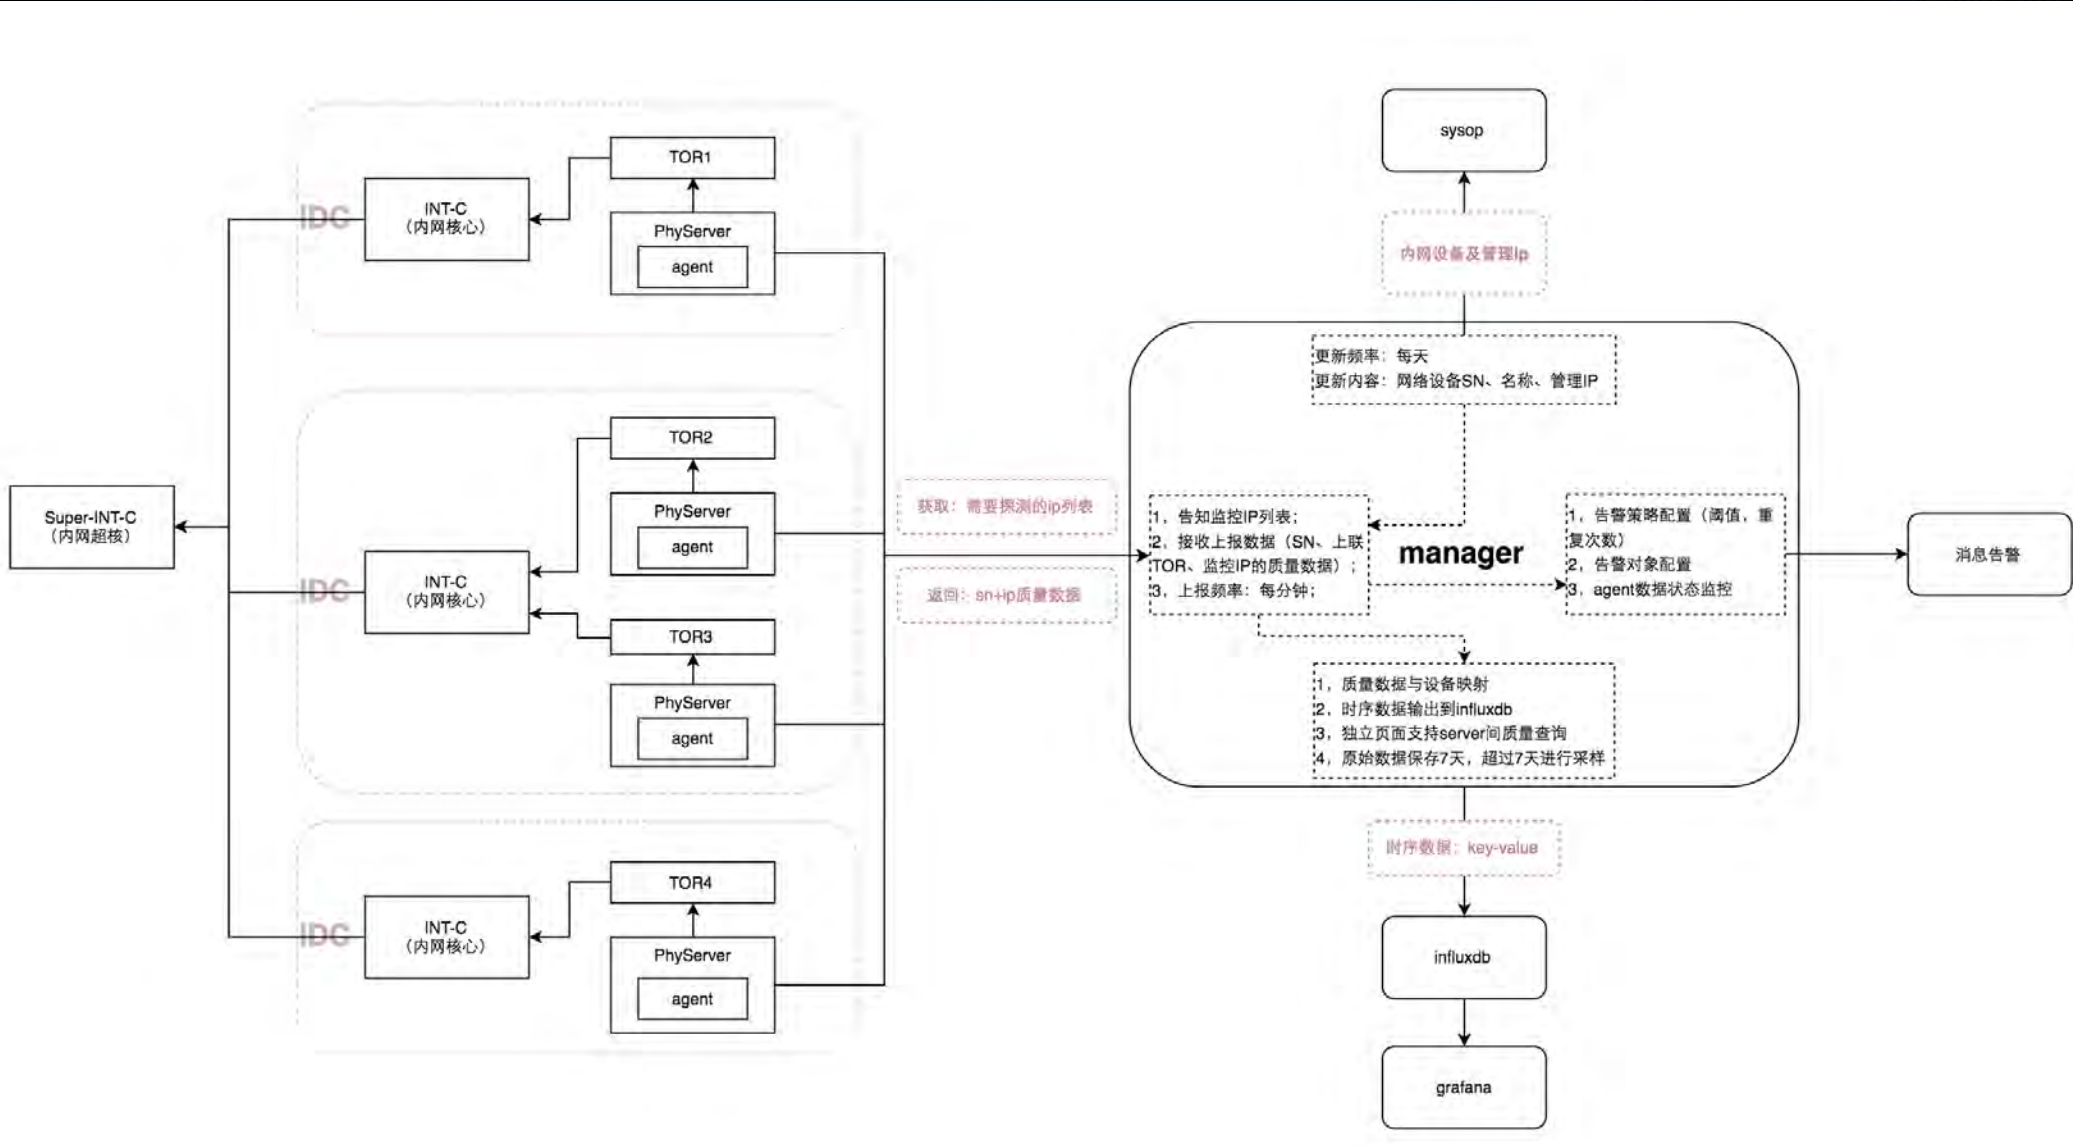 sysop
内网设备及管理Ip
TOR1
INT-C
（内网核心）
IDC
PhyServer
agent
更新频率：每天
更新内容：网络设备SN、名称、管理IP
TOR2
PhyServer
agent
Super-INT-C
（内网超核）
INT-C
（内网核心）
IDC
TOR3
PhyServer
agent
获取：需要探测的ip列表
返回：sn+ip质量数据
1，告知监控IP列表；
2，接收上报数据（SN、上联
TOR、监控IP的质量数据）；
3，上报频率：每分钟；
manager
1，告警策略配置（阈值，重
复次数）
2，告警对象配置
3，agent数据状态监控
消息告警
1，质量数据与设备映射
2，时序数据输出到influxdb
3，独立页面支持server间质量查询
4，原始数据保存7天，超过7天进行采样
时序数据：key-value
TOR4
INT-C
（内网核心）
IDC
PhyServer
agent
influxdb
grafana